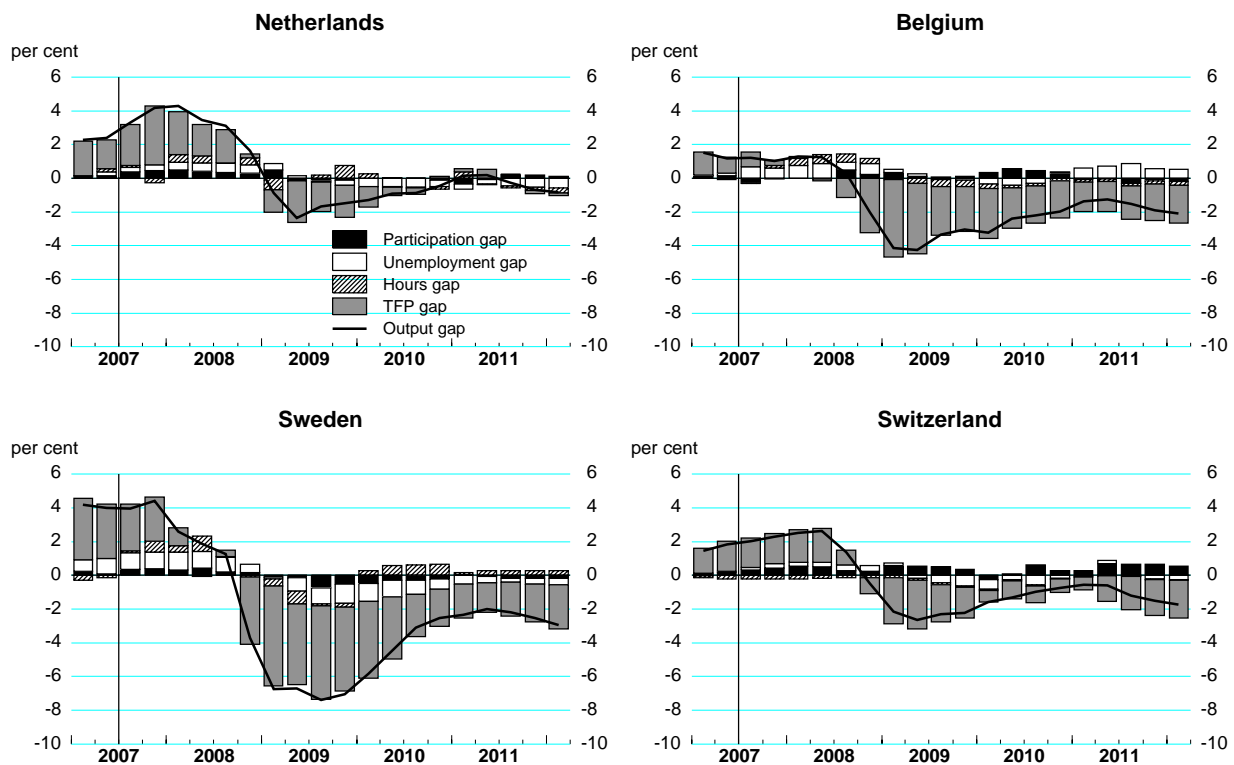 Netherlands
per cent
6 6
4 4
2 2
0 0
-2 -2
-4 -4
-6 -6
-8 -8
-10 -10
Participation gap
Unemployment gap
Hours gap
TFP gap
Output gap
2007 2008 2009 2010 2011
Belgium
per cent
6 6
4 4
2 2
0 0
-2 -2
-4 -4
-6 -6
-8 -8
-10 -10
2007 2008 2009 2010 2011
Sweden
per cent
6 6
4 4
2 2
0 0
-2 -2
-4 -4
-6 -6
-8 -8
-10 -10
2007 2008 2009 2010 2011
Switzerland
per cent
6 6
4 4
2 2
0 0
-2 -2
-4 -4
-6 -6
-8 -8
-10 -10
2007 2008 2009 2010 2011